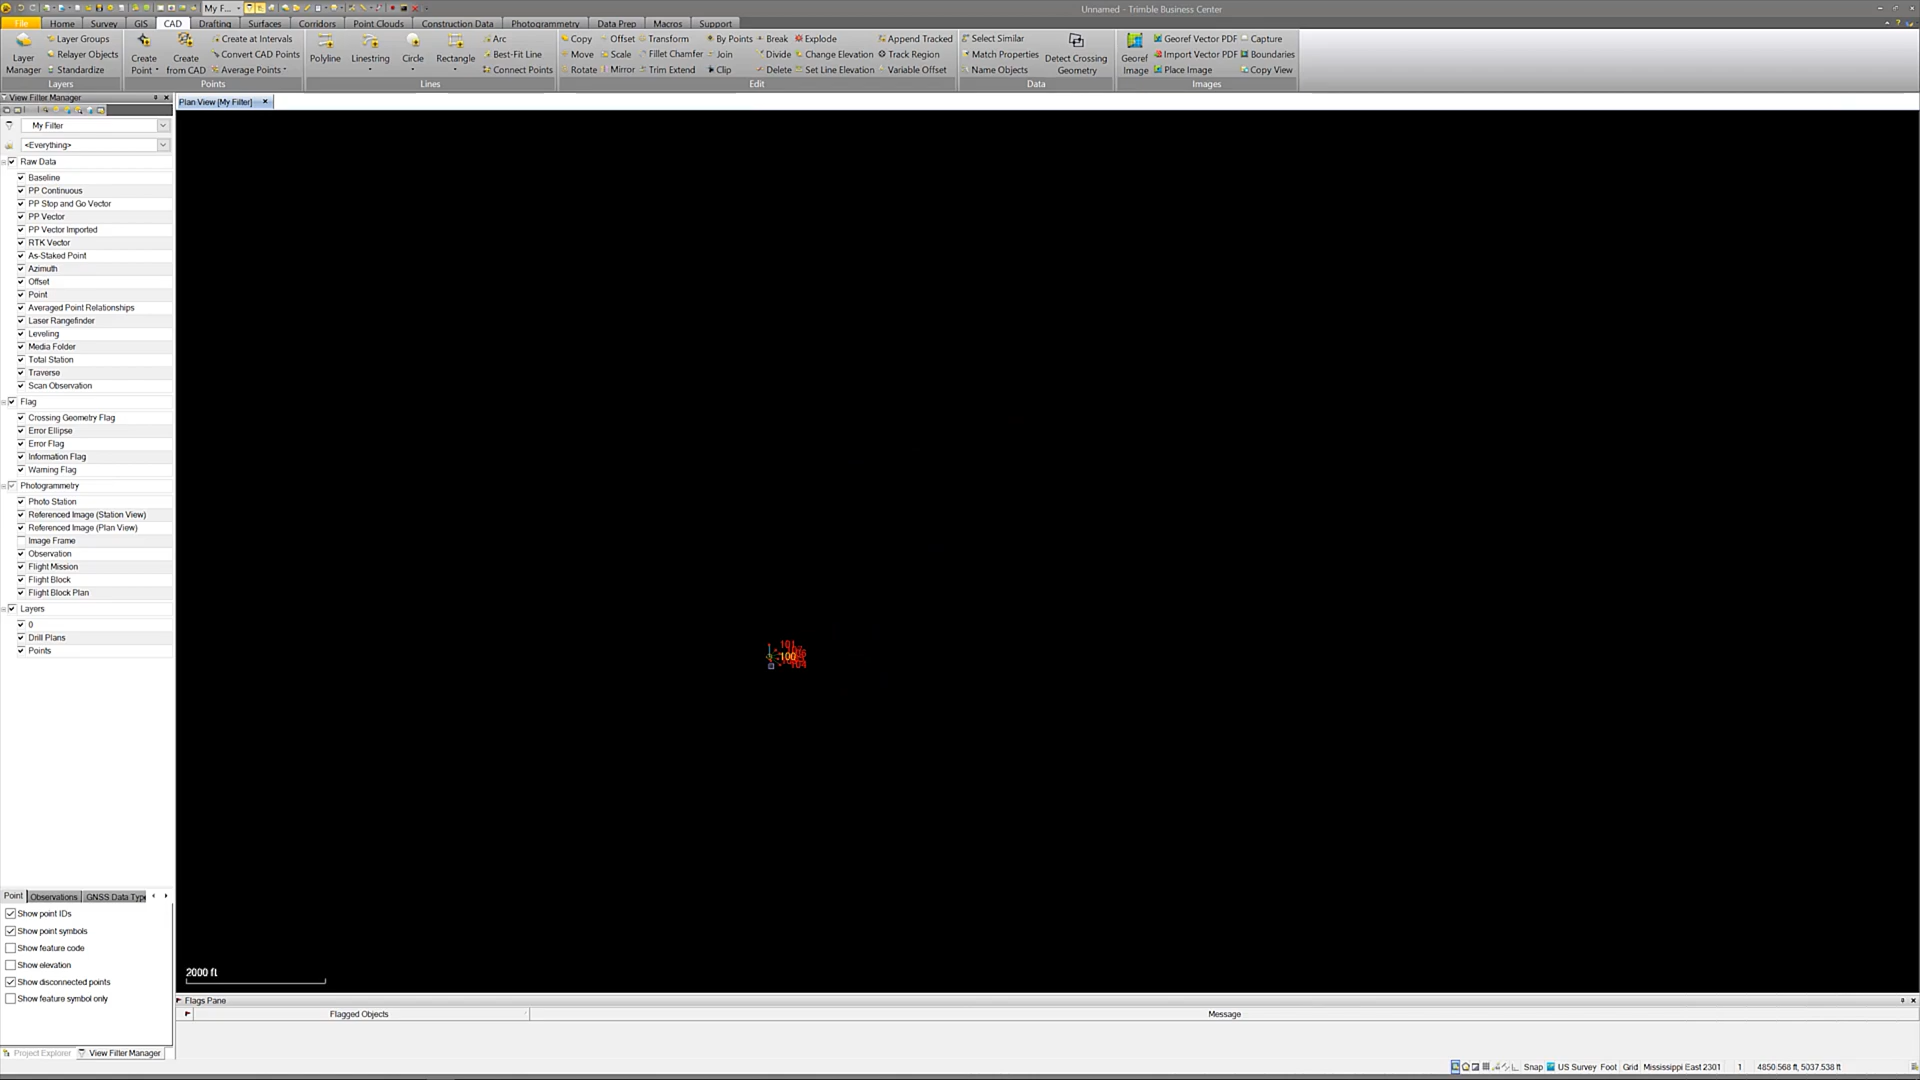 My F...
Unnamed - Trimble Business Center
File Home Survey GIS CAD Drafting Surfaces Corridors Point Clouds Construction Data Photogrammetry Data Prep Macros Support
Layer Manager
Layer Groups
Relayer Objects
Standardize
Layers
Create Point
Create from CAD
Create at Intervals
Convert CAD Points
Average Points
Points
Polyline
Linestring
Circle
Rectangle
Arc
Best-Fit Line
Connect Points
Lines
Copy Offset Transform By Points Break Explode Append Tracked
Move Scale Fillet Chamfer Join Divide Change Elevation Track Region
Rotate Mirror Trim Extend Clip Delete Set Line Elevation Variable Offset
Edit
Select Similar
Match Properties
Name Objects
Detect Crossing Geometry
Data
Georef Image
Georef Vector PDF Capture
Import Vector PDF Boundaries
Place Image Copy View
Images
View Filter Manager
Plan View [My Filter]
My Filter
<Everything>
Raw Data
Baseline
PP Continuous
PP Stop and Go Vector
PP Vector
PP Vector Imported
RTK Vector
As-Staked Point
Azimuth
Offset
Point
Averaged Point Relationships
Laser Rangefinder
Leveling
Media Folder
Total Station
Traverse
Scan Observation
Flag
Crossing Geometry Flag
Error Ellipse
Error Flag
Information Flag
Warning Flag
Photogrammetry
Photo Station
Referenced Image (Station View)
Referenced Image (Plan View)
Image Frame
Observation
Flight Mission
Flight Block
Flight Block Plan
Layers
0
Drill Plans
Points
101
100
104
Point Observations GNSS Data Type
Show point IDs
Show point symbols
Show feature code
Show elevation
Show disconnected points
Show feature symbol only
2000 ft
Flags Pane
Flagged Objects Message
Project Explorer View Filter Manager
Snap US Survey Foot Grid Mississippi East 2301 1 4850.568 ft, 5037.538 ft